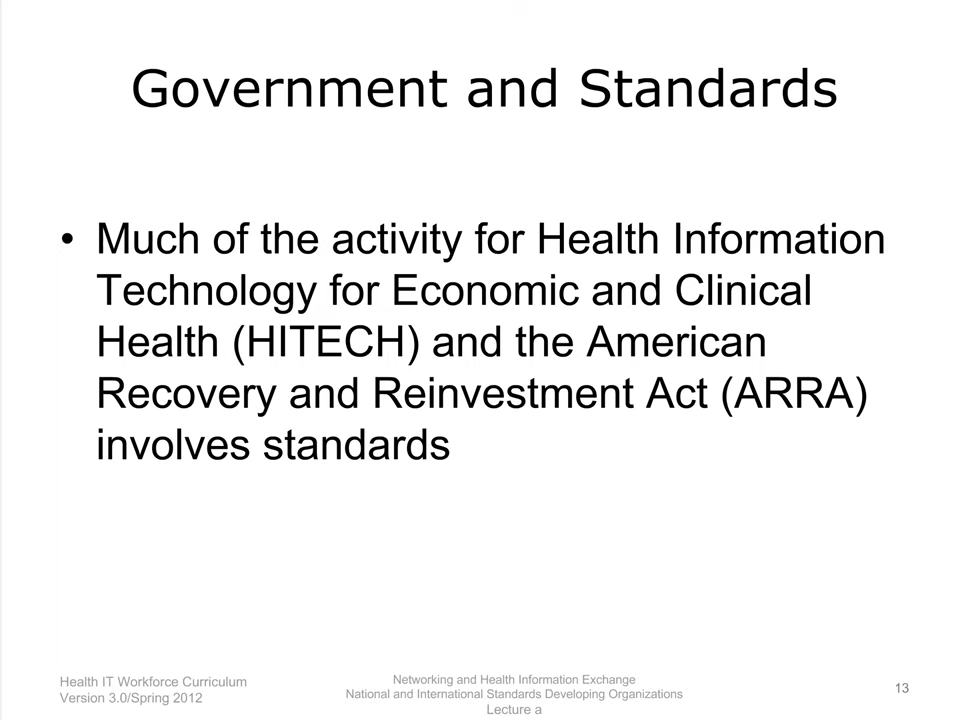 Government and Standards
• Much of the activity for Health Information
Technology for Economic and Clinical
Health (HITECH) and the American
Recovery and Reinvestment Act (ARRA)
involves standards
Health IT Workforce Curriculum
Version 3.0/Spring 2012
Networking and Health Information Exchange
National and International Standards Developing Organizations
Lecture a
13